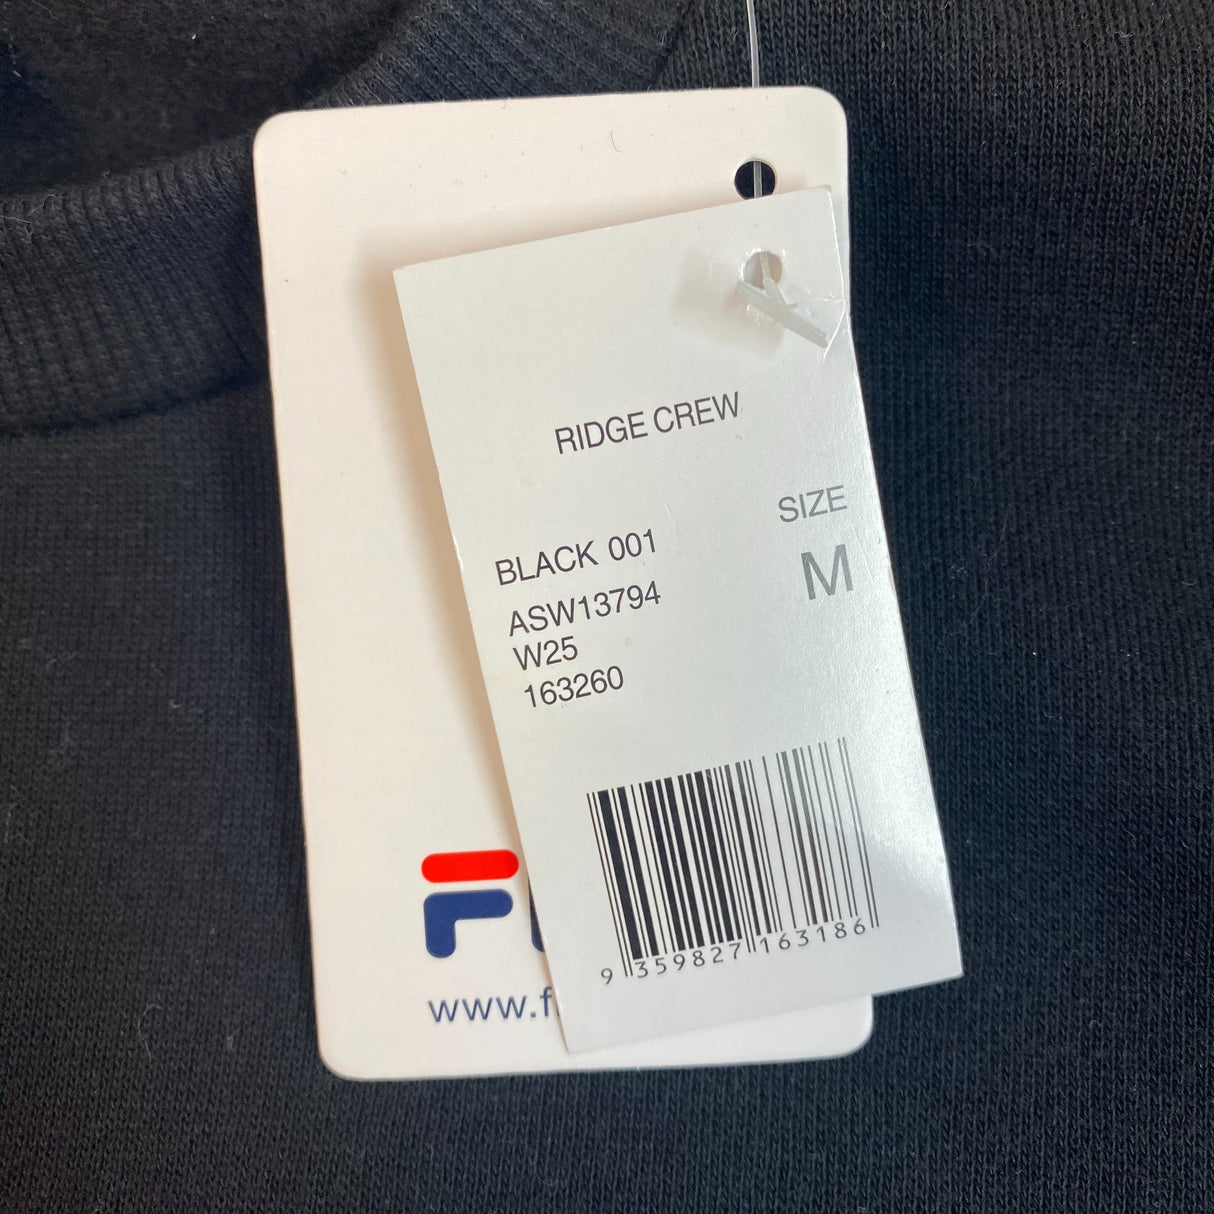 RIDGE CREW
SIZE
BLACK 001
M
ASW13794
W25
163260
9 359827 163186
F
www.f